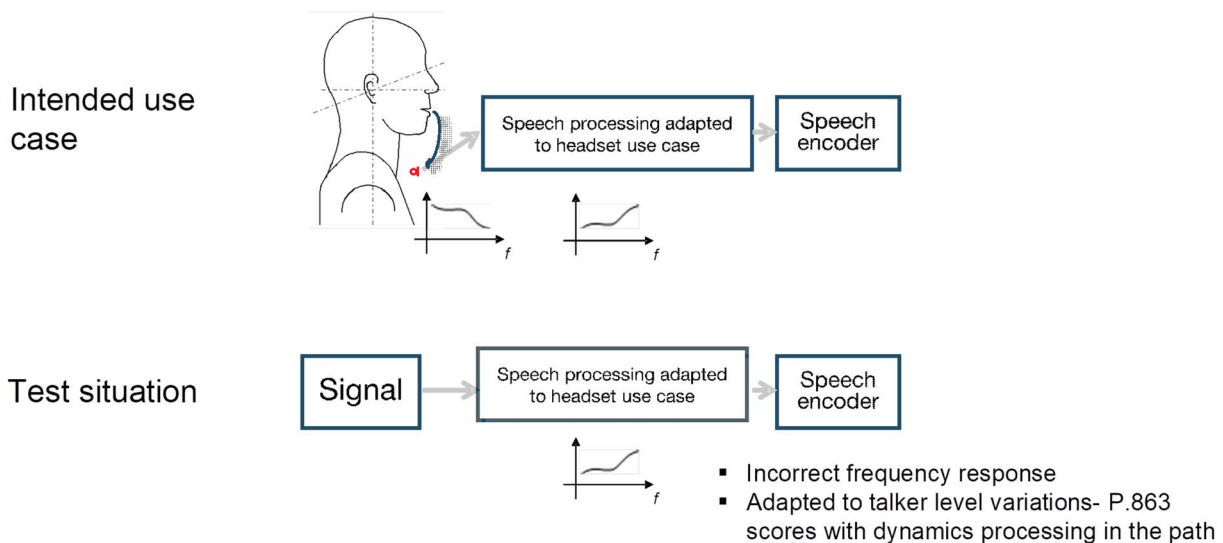 Intended use
case
Speech processing adapted
to headset use case
Speech
encoder
d
f
f
Test situation
Signal
Speech processing adapted
to headset use case
Speech
encoder
f
▪ Incorrect frequency response
▪ Adapted to talker level variations- P.863
scores with dynamics processing in the path